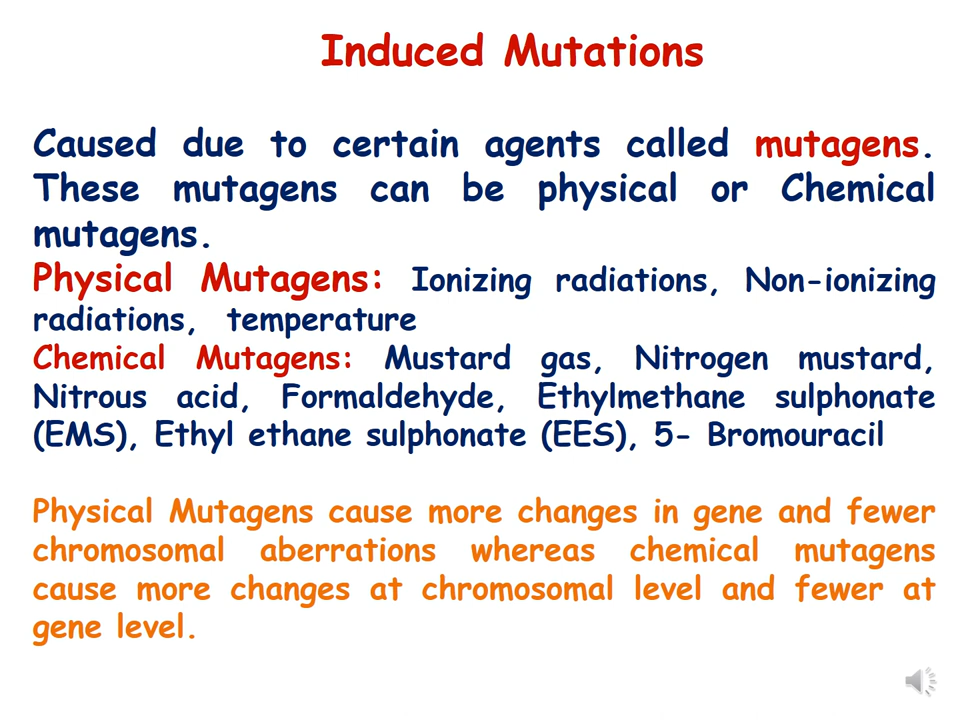 Induced Mutations
Caused due to certain agents called mutagens.
These mutagens can be physical or Chemical
mutagens.
Physical Mutagens: Ionizing radiations, Non-ionizing
radiations, temperature
Chemical Mutagens: Mustard gas, Nitrogen mustard,
Nitrous acid, Formaldehyde, Ethylmethane sulphonate
(EMS), Ethyl ethane sulphonate (EES), 5- Bromouracil
Physical Mutagens cause more changes in gene and fewer
chromosomal aberrations whereas chemical mutagens
cause more changes at chromosomal level and fewer at
gene level.